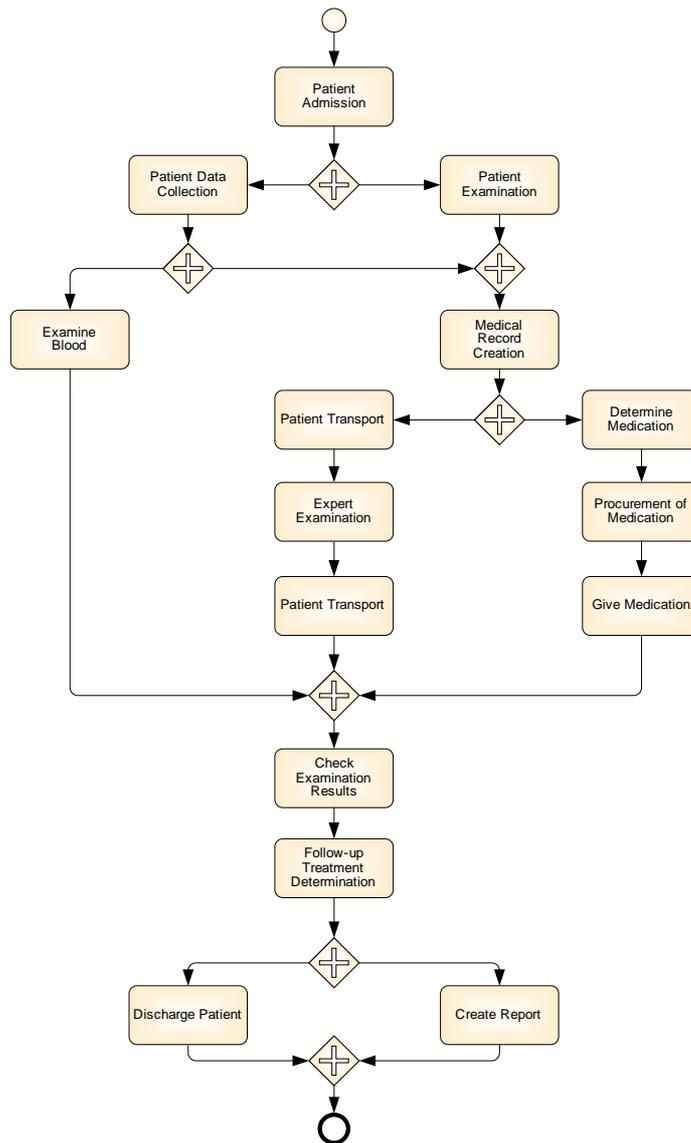 Patient
Admission
Patient Data
Collection
Patient
Examination
Examine
Blood
Medical
Record
Creation
Patient Transport
Determine
Medication
Expert
Examination
Procurement of
Medication
Patient Transport
Give Medication
Check
Examination
Results
Follow-up
Treatment
Determination
Discharge Patient
Create Report